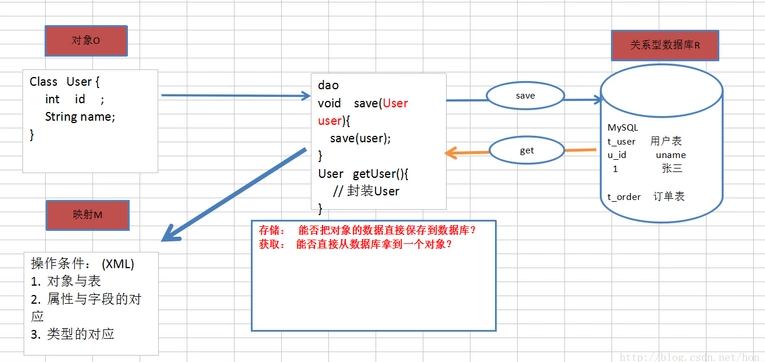 对象O
Class User {
int id ;
String name;
}
dao
void save(User
user){
save(user);
}
User getUser(){
// 封装User
}
save
get
关系型数据库R
MySQL
t_user 用户表
u_id uname
1 张三
t_order 订单表
映射M
操作条件： (XML)
1. 对象与表
2. 属性与字段的对
应
3. 类型的对应
存储： 能否把对象的数据直接保存到数据库？
获取： 能否直接从数据库拿到一个对象？
http://blog.csdn.net/hon